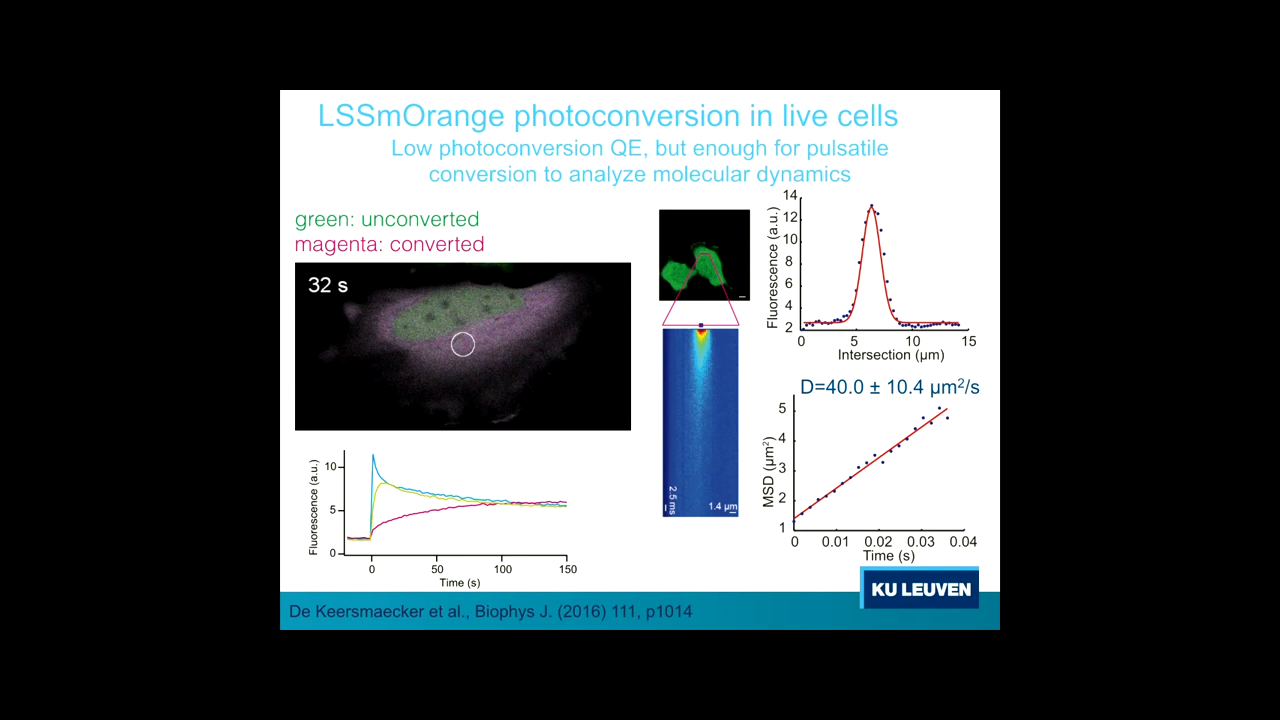 LSSmOrange photoconversion in live cells
Low photoconversion QE, but enough for pulsatile
conversion to analyze molecular dynamics
green: unconverted
magenta: converted
32 s
10
5
0
Fluorescence (a.u.)
0 50 100 150
Time (s)
2.5 ms
1.4 µm
14
12
10
8
6
4
2
Fluorescence (a.u.)
0 5 10 15
Intersection (µm)
D=40.0 ± 10.4 µm²/s
5
4
3
2
1
MSD (µm²)
0 0.01 0.02 0.03 0.04
Time (s)
KU LEUVEN
De Keersmaecker et al., Biophys J. (2016) 111, p1014